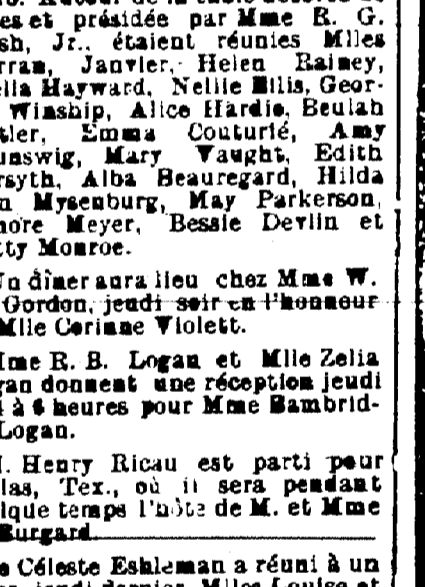 es et présidée par Mme R. G.
sh, Jr., étaient réunies Mlles
rran, Janvier, Helen Rainey,
ella Hayward, Nellie Ellis, Geor-
Winship, Alice Hardie, Beulah
tler, Emma Couturié, Amy
unswig, Mary Vaught, Edith
rsyth, Alba Beauregard, Hilda
n Mysenburg, May Parkerson,
nore Meyer, Bessie Devlin et
tty Monroe.
Un dîner aura lieu chez Mme W.
Gordon, jeudi soir en l'honneur
Mlle Corinne Violett.
Mme R. B. Logan et Mlle Zelia
gan donnent une réception jeudi
à 6 heures pour Mme Bambrid-
Logan.
M. Henry Ricau est parti pour
las, Tex., où il sera pendant
lque temps l'hôte de M. et Mme
Burgard.
e Céleste Eshleman a réuni à un
jeudi dernier, Mlles Louise et